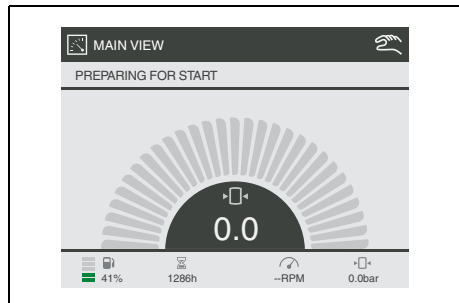 MAIN VIEW
PREPARING FOR START
0.0
41%
1286h
--RPM
0.0bar